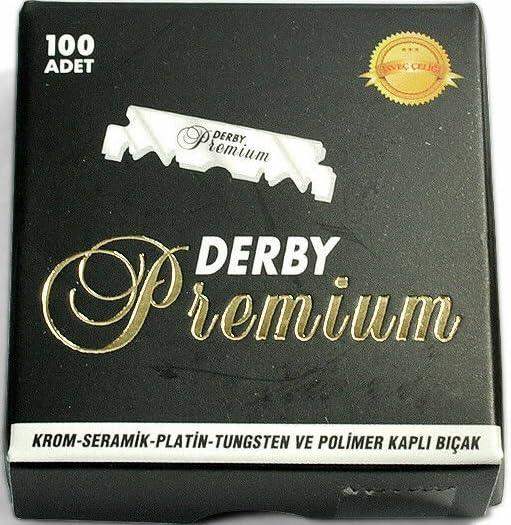 100
ADET
İSVEÇ ÇELİĞİ
DERBY
Premium
DERBY
Premium
KROM-SERAMİK-PLATİN-TUNGSTEN VE POLİMER KAPLI BIÇAK